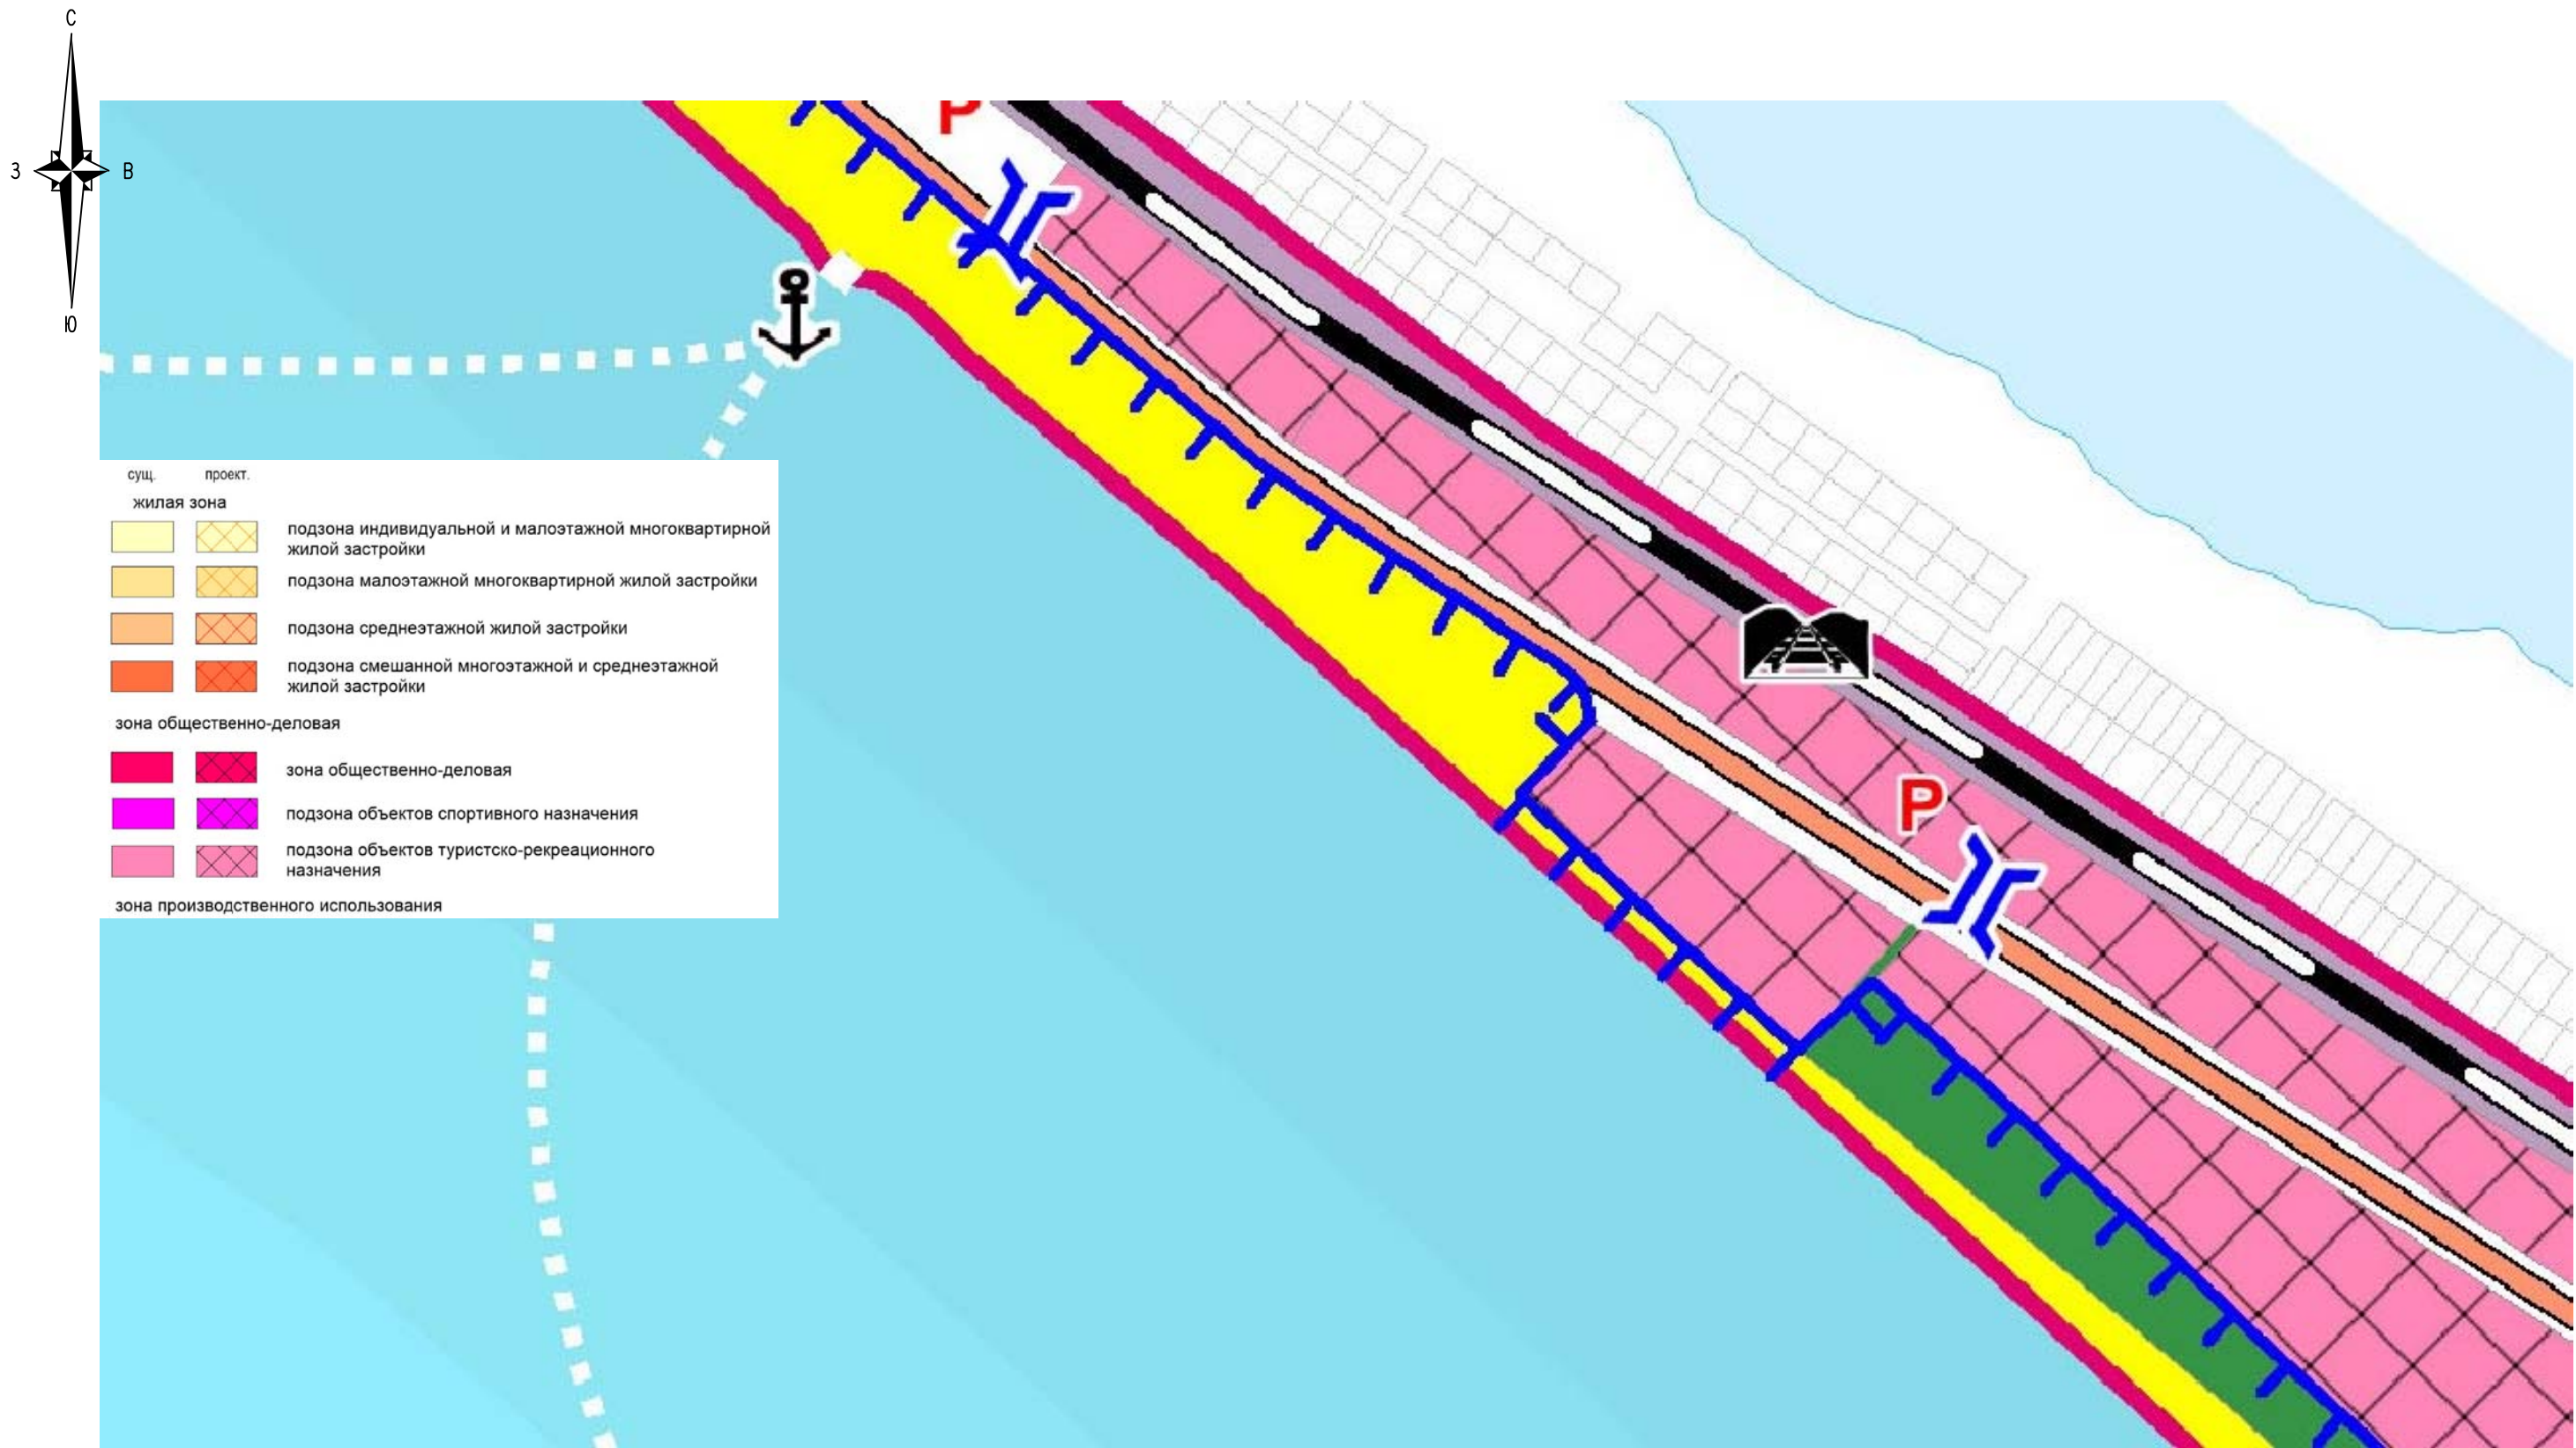 С
З
В
Ю
Р
сущ. проект.
жилая зона
подзона индивидуальной и малоэтажной многоквартирной
жилой застройки
подзона малоэтажной многоквартирной жилой застройки
подзона среднеэтажной жилой застройки
подзона смешанной многоэтажной и среднеэтажной
жилой застройки
зона общественно-деловая
зона общественно-деловая
подзона объектов спортивного назначения
подзона объектов туристско-рекреационного
назначения
зона производственного использования
Р